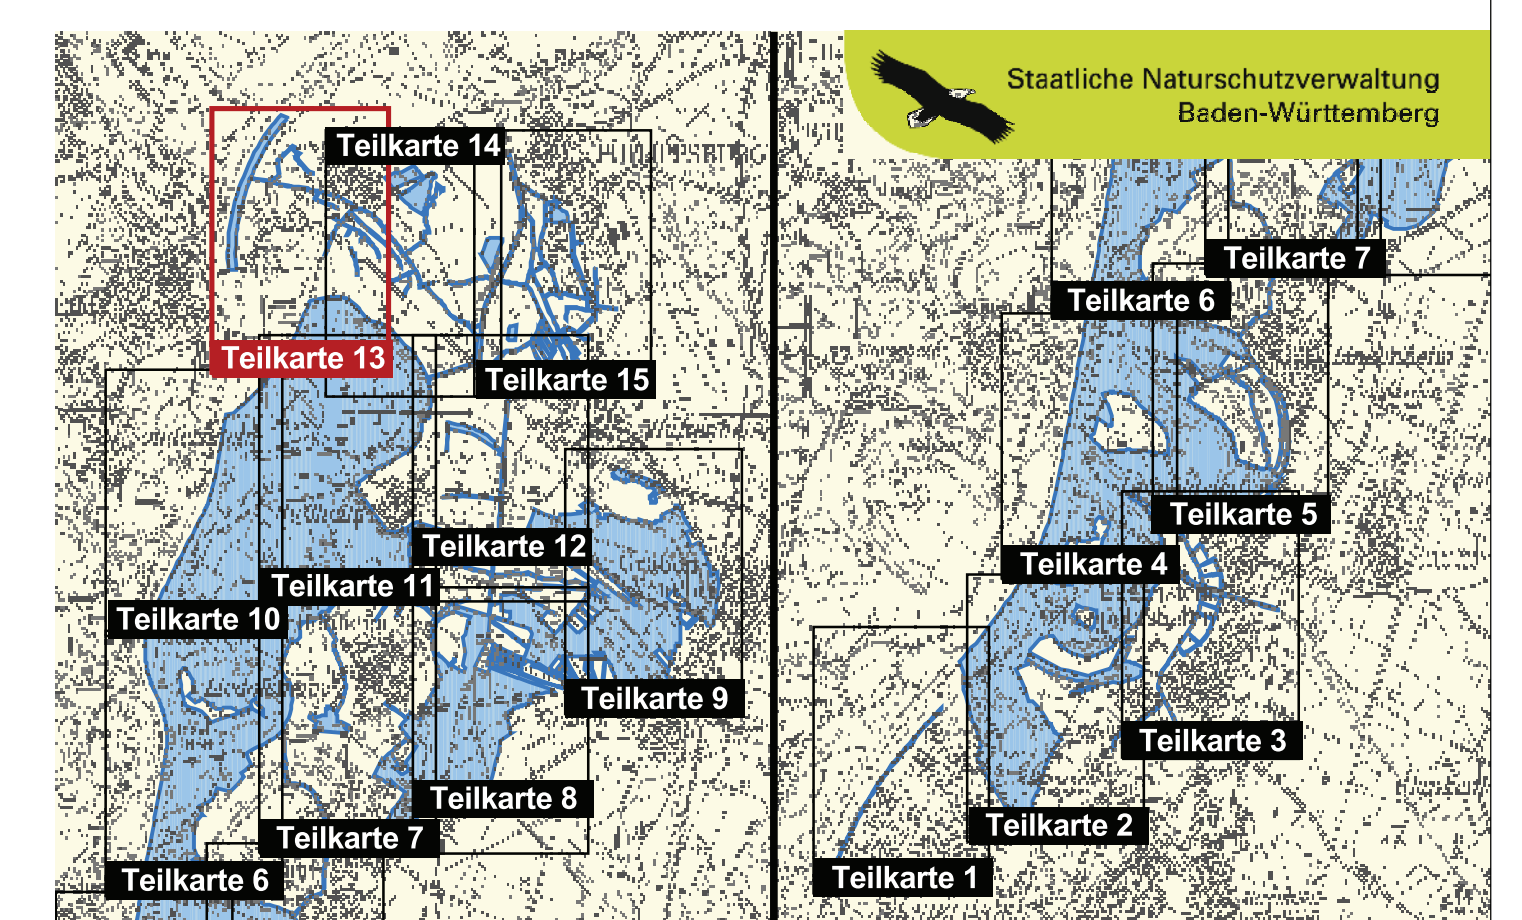 Staatliche Naturschutzverwaltung
Baden-Württemberg
Teilkarte 14
Teilkarte 13
Teilkarte 15
Teilkarte 12
Teilkarte 11
Teilkarte 10
Teilkarte 9
Teilkarte 8
Teilkarte 7
Teilkarte 6
Teilkarte 7
Teilkarte 6
Teilkarte 5
Teilkarte 4
Teilkarte 3
Teilkarte 2
Teilkarte 1